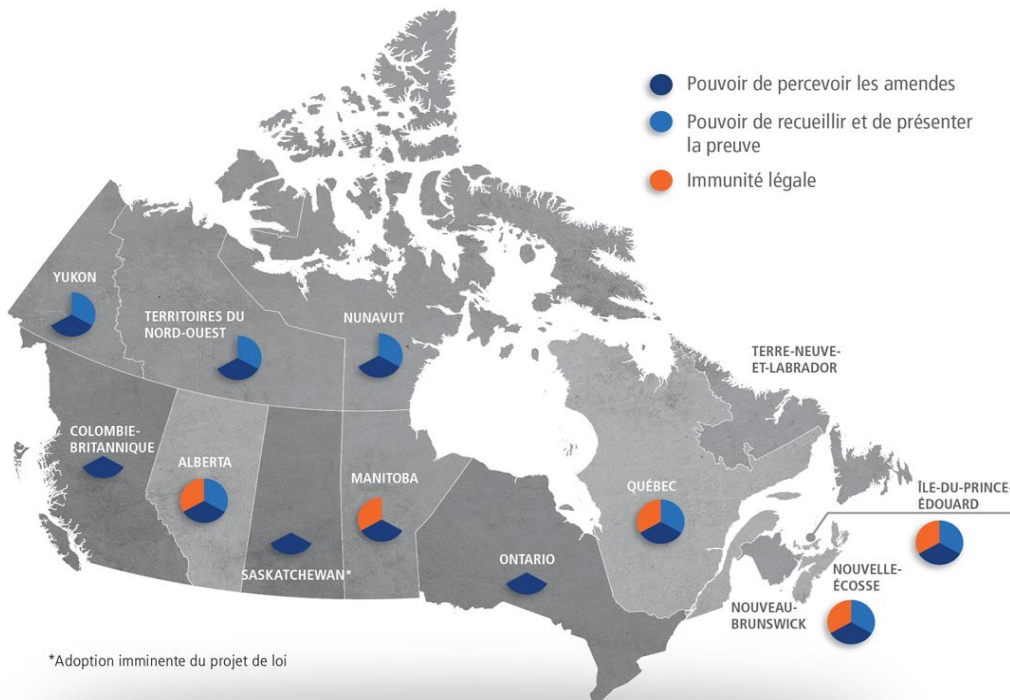 Pouvoir de percevoir les amendes
Pouvoir de recueillir et de présenter
la preuve
Immunité légale
YUKON
TERRITOIRES DU
NORD-OUEST
NUNAVUT
TERRE-NEUVE-
ET-LABRADOR
COLOMBIE-
BRITANNIQUE
ALBERTA
SASKATCHEWAN*
MANITOBA
ONTARIO
QUÉBEC
ÎLE-DU-PRINCE-
ÉDOUARD
NOUVELLE-
ÉCOSSE
NOUVEAU-
BRUNSWICK
*Adoption imminente du projet de loi